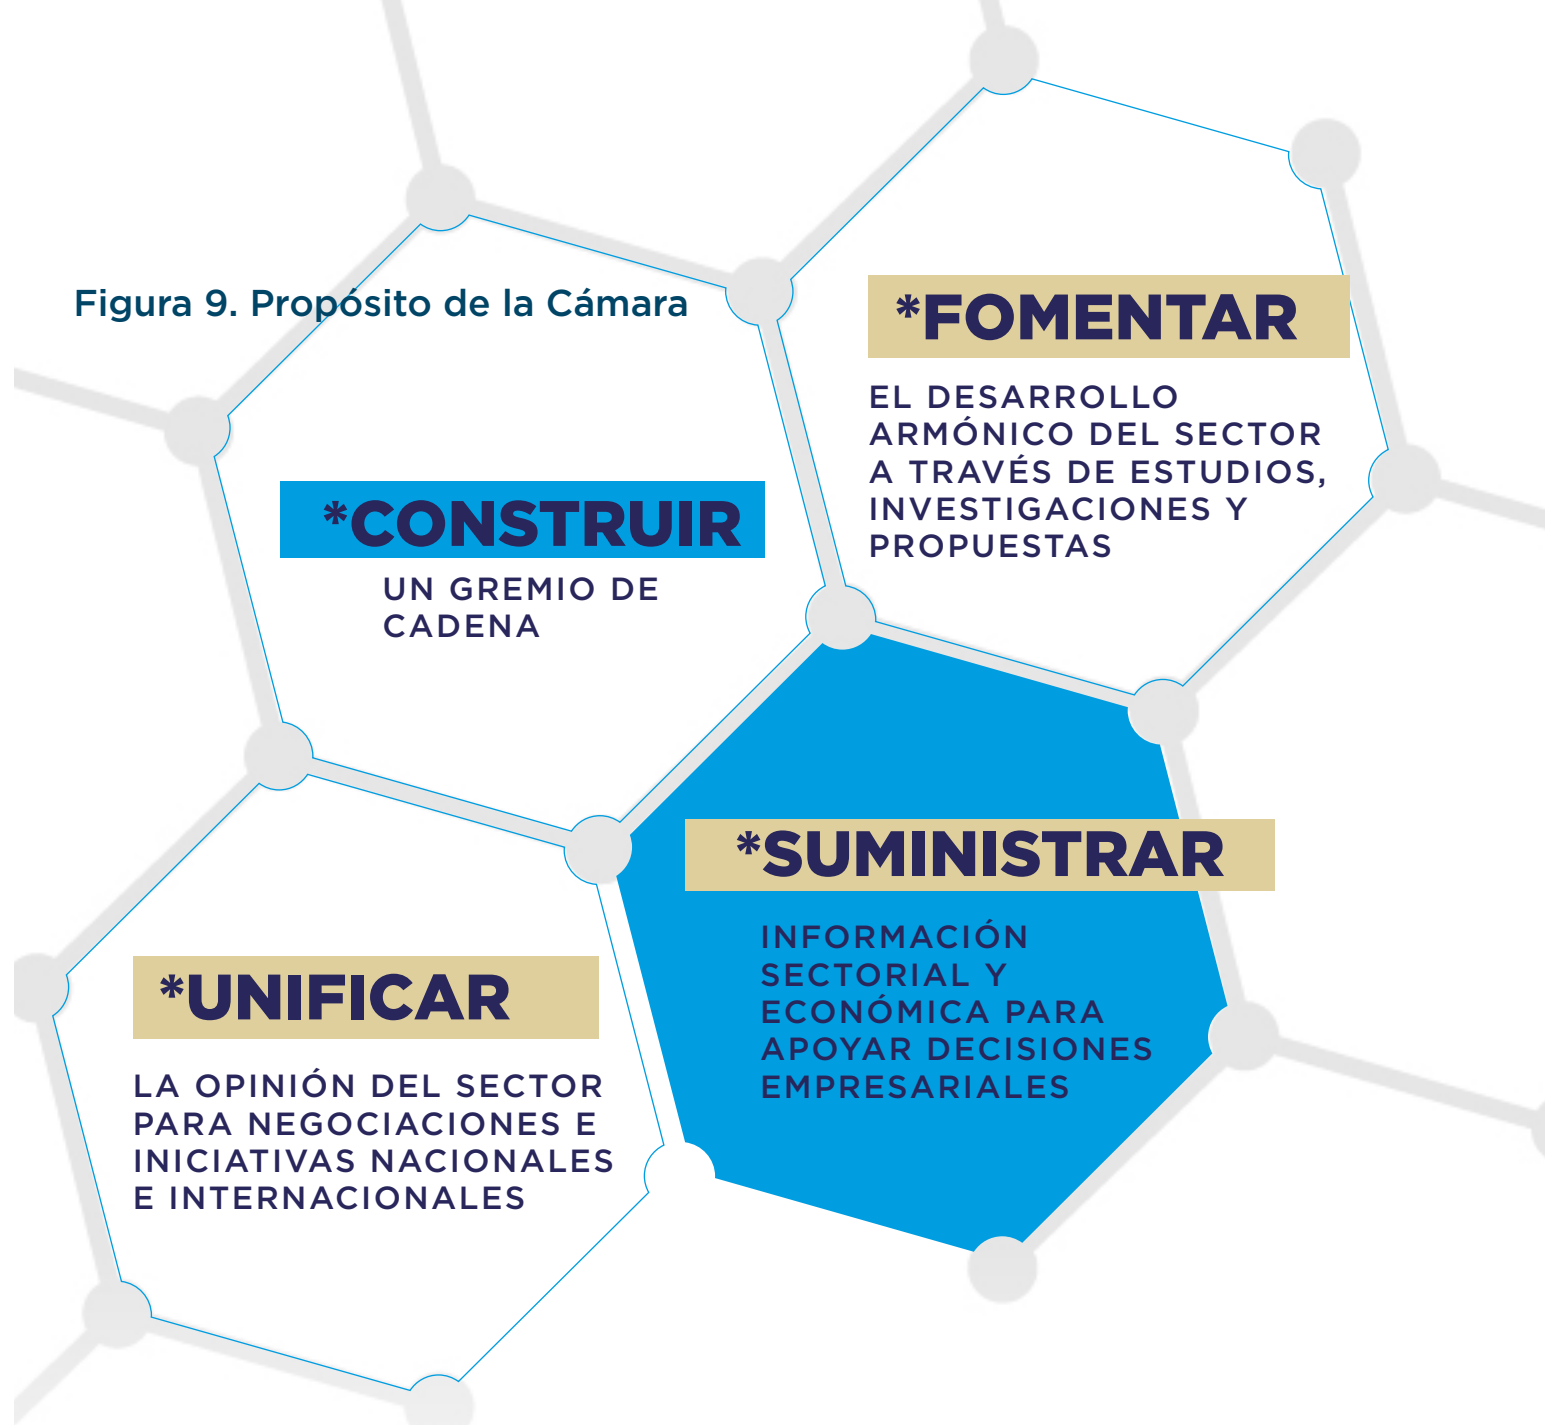 Figura 9. Propósito de la Cámara
*CONSTRUIR
UN GREMIO DE
CADENA
*FOMENTAR
EL DESARROLLO
ARMÓNICO DEL SECTOR
A TRAVÉS DE ESTUDIOS,
INVESTIGACIONES Y
PROPUESTAS
*UNIFICAR
LA OPINIÓN DEL SECTOR
PARA NEGOCIACIONES E
INICIATIVAS NACIONALES
E INTERNACIONALES
*SUMINISTRAR
INFORMACIÓN
SECTORIAL Y
ECONÓMICA PARA
APOYAR DECISIONES
EMPRESARIALES